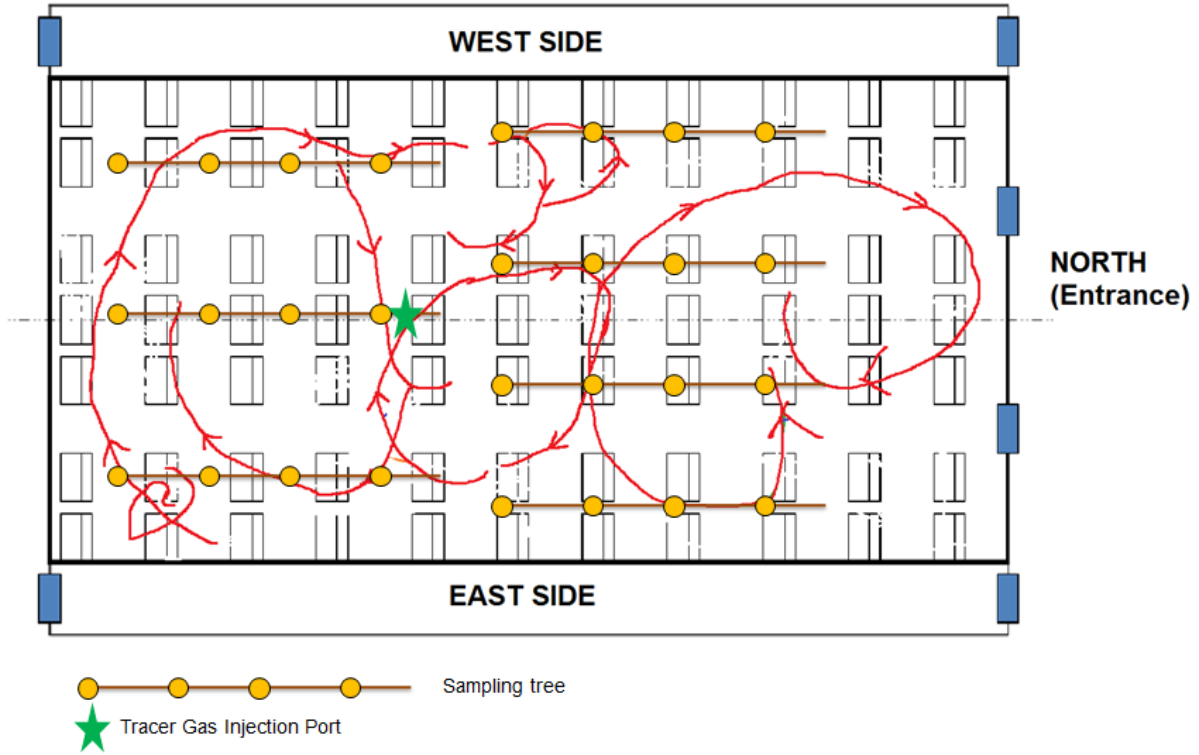 WEST SIDE
NORTH
(Entrance)
EAST SIDE
Sampling tree
Tracer Gas Injection Port